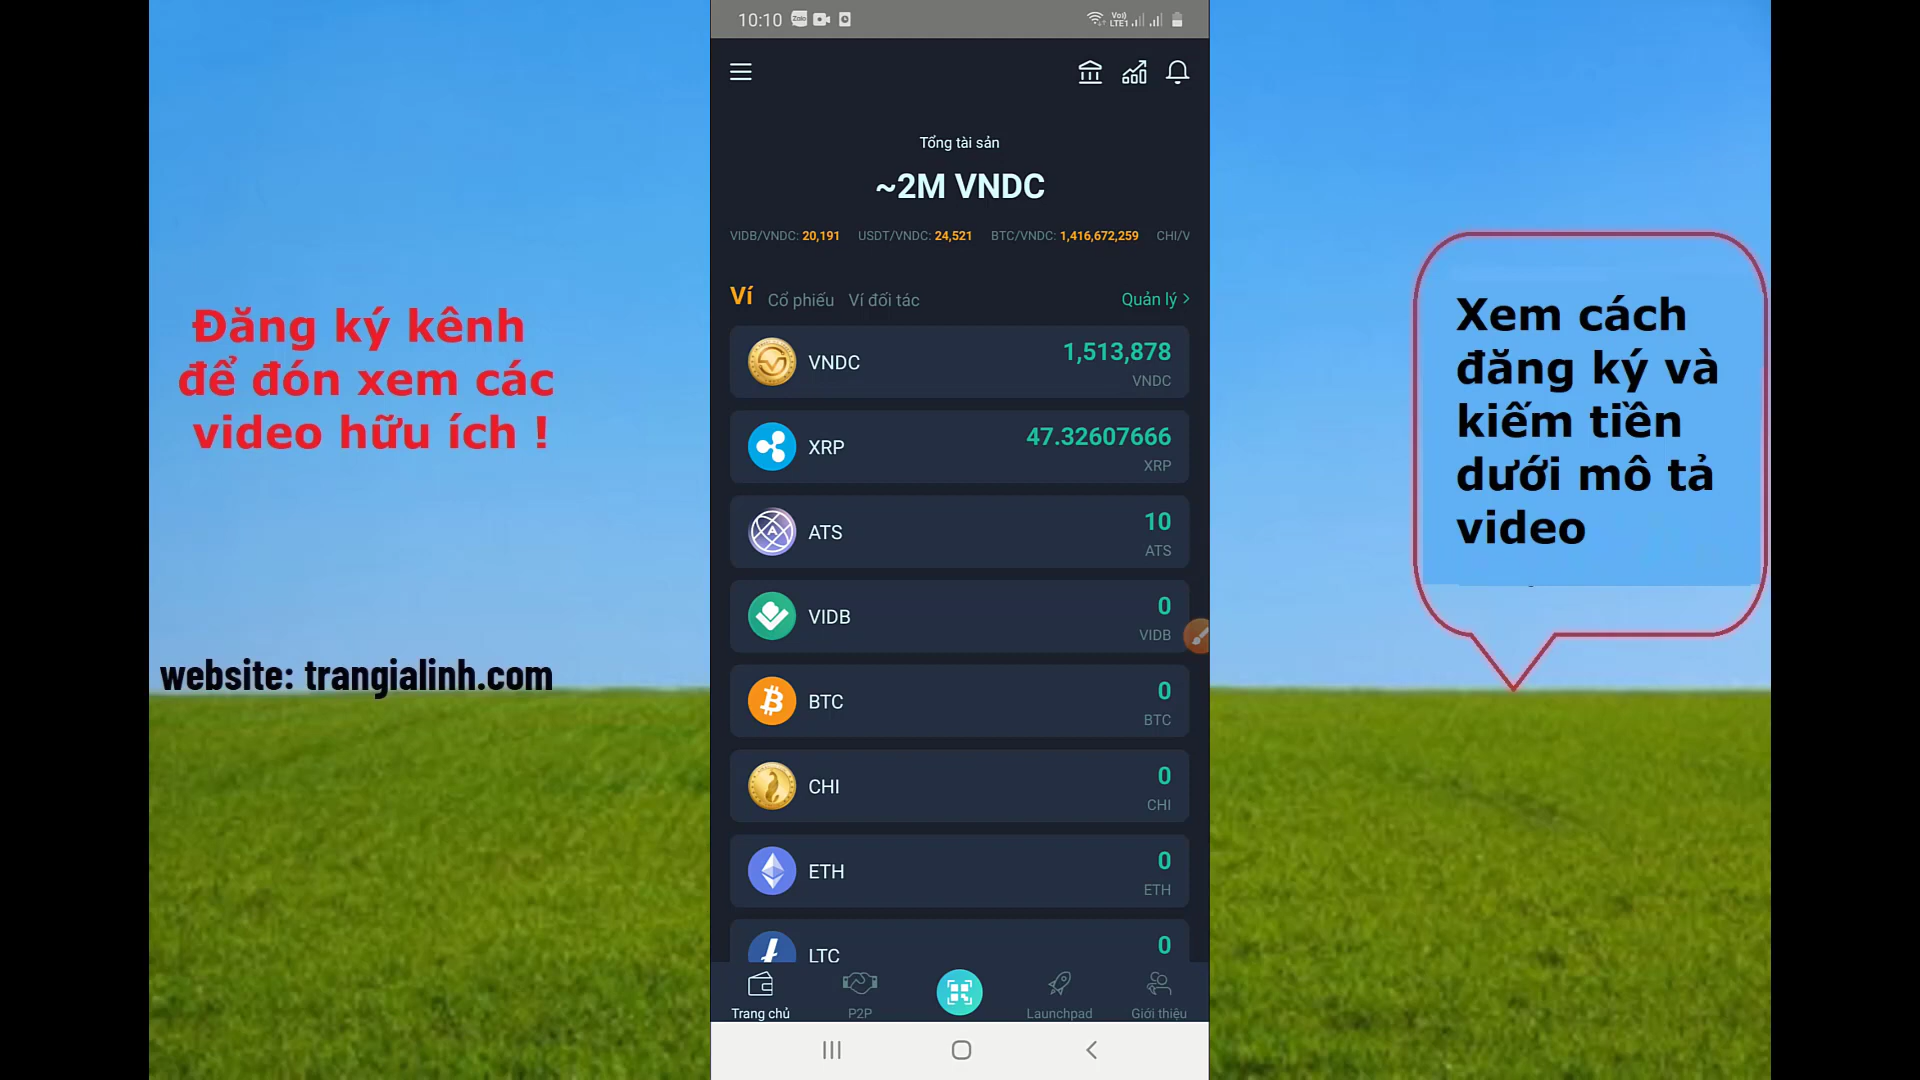 10:10
Zalo
Vo)) LTE1
Tổng tài sản
~2M VNDC
VIDB/VNDC: 20,191 USDT/VNDC: 24,521 BTC/VNDC: 1,416,672,259 CHI/V
Ví Cổ phiếu Ví đối tác Quản lý >
VNDC 1,513,878
VNDC
XRP 47.32607666
XRP
ATS 10
ATS
VIDB 0
VIDB
BTC 0
BTC
CHI 0
CHI
ETH 0
ETH
LTC 0
Trang chủ P2P Launchpad Giới thiệu
Đăng ký kênh
để đón xem các
video hữu ích !
website: trangialinh.com
Xem cách
đăng ký và
kiếm tiền
dưới mô tả
video